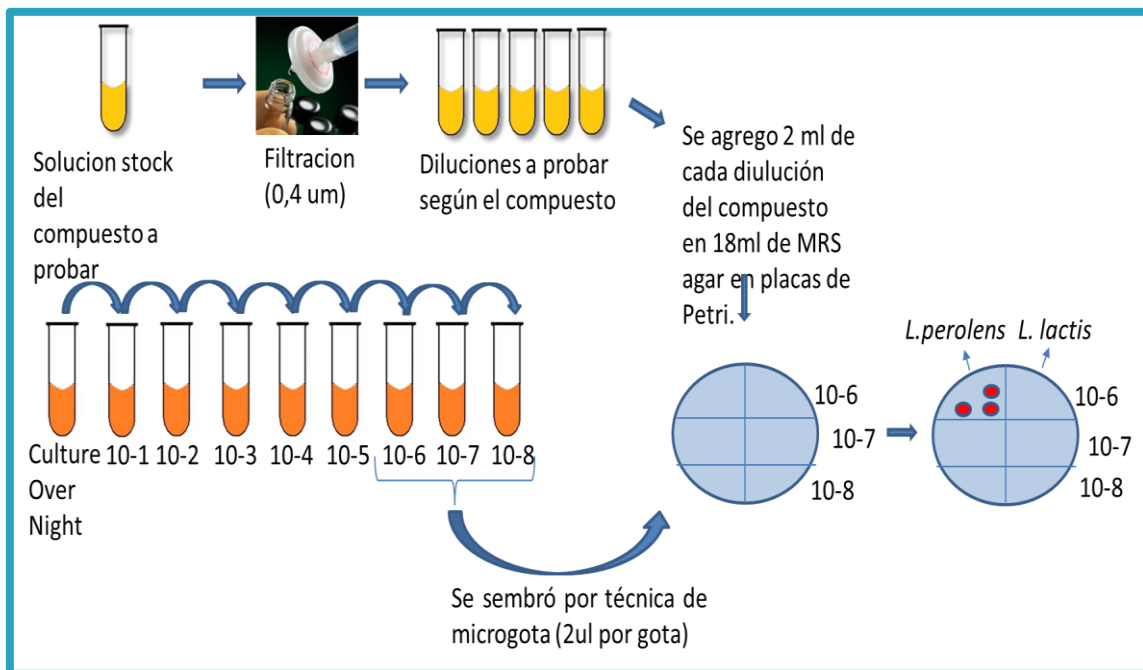 Solucion stock
del
compuesto a
probar
Filtracion
(0,4 um)
Diluciones a probar
según el compuesto
Se agrego 2 ml de
cada diulución
del compuesto
en 18ml de MRS
agar en placas de
Petri.
Culture
Over
Night
10-1 10-2 10-3 10-4 10-5 10-6 10-7 10-8
10-6
10-7
10-8
L.perolens L. lactis
10-6
10-7
10-8
Se sembró por técnica de
microgota (2ul por gota)